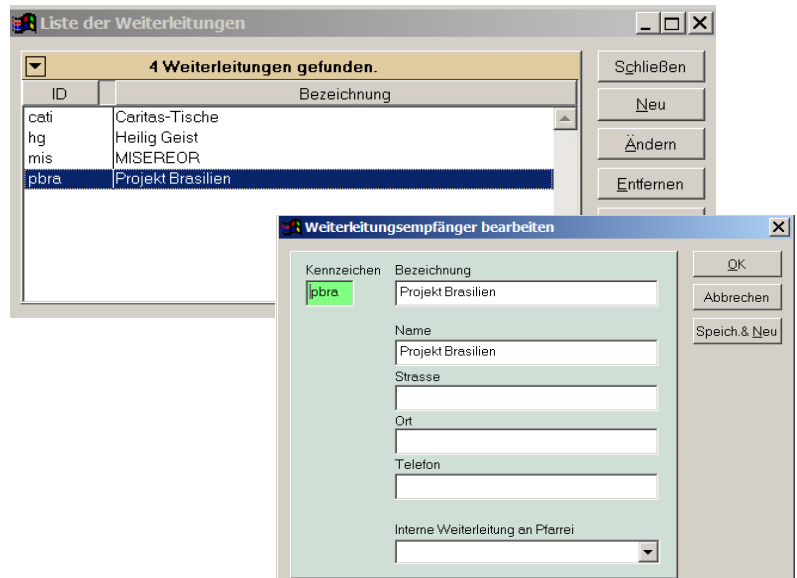 Liste der Weiterleitungen
4 Weiterleitungen gefunden.
ID Bezeichnung
cati Caritas-Tische
hg Heilig Geist
mis MISEREOR
pbra Projekt Brasilien
Schließen
Neu
Ändern
Entfernen
Weiterleitungsempfänger bearbeiten
Kennzeichen Bezeichnung
pbra Projekt Brasilien
Name
Projekt Brasilien
Strasse
Ort
Telefon
Interne Weiterleitung an Pfarrei
OK
Abbrechen
Speich.& Neu